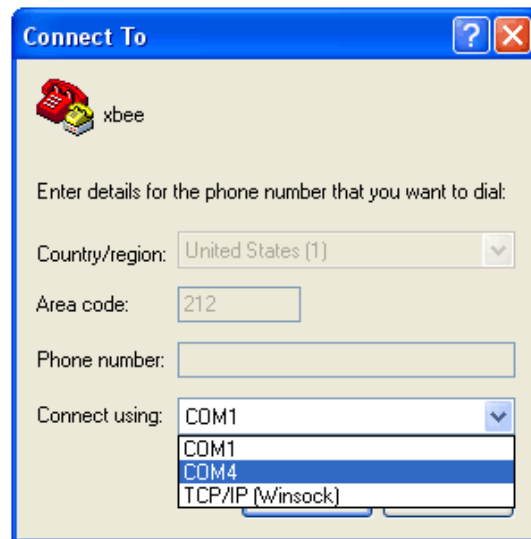 Connect To
xbee
Enter details for the phone number that you want to dial:
Country/region: United States (1)
Area code: 212
Phone number:
Connect using: COM1
COM1
COM4
TCP/IP (Winsock)